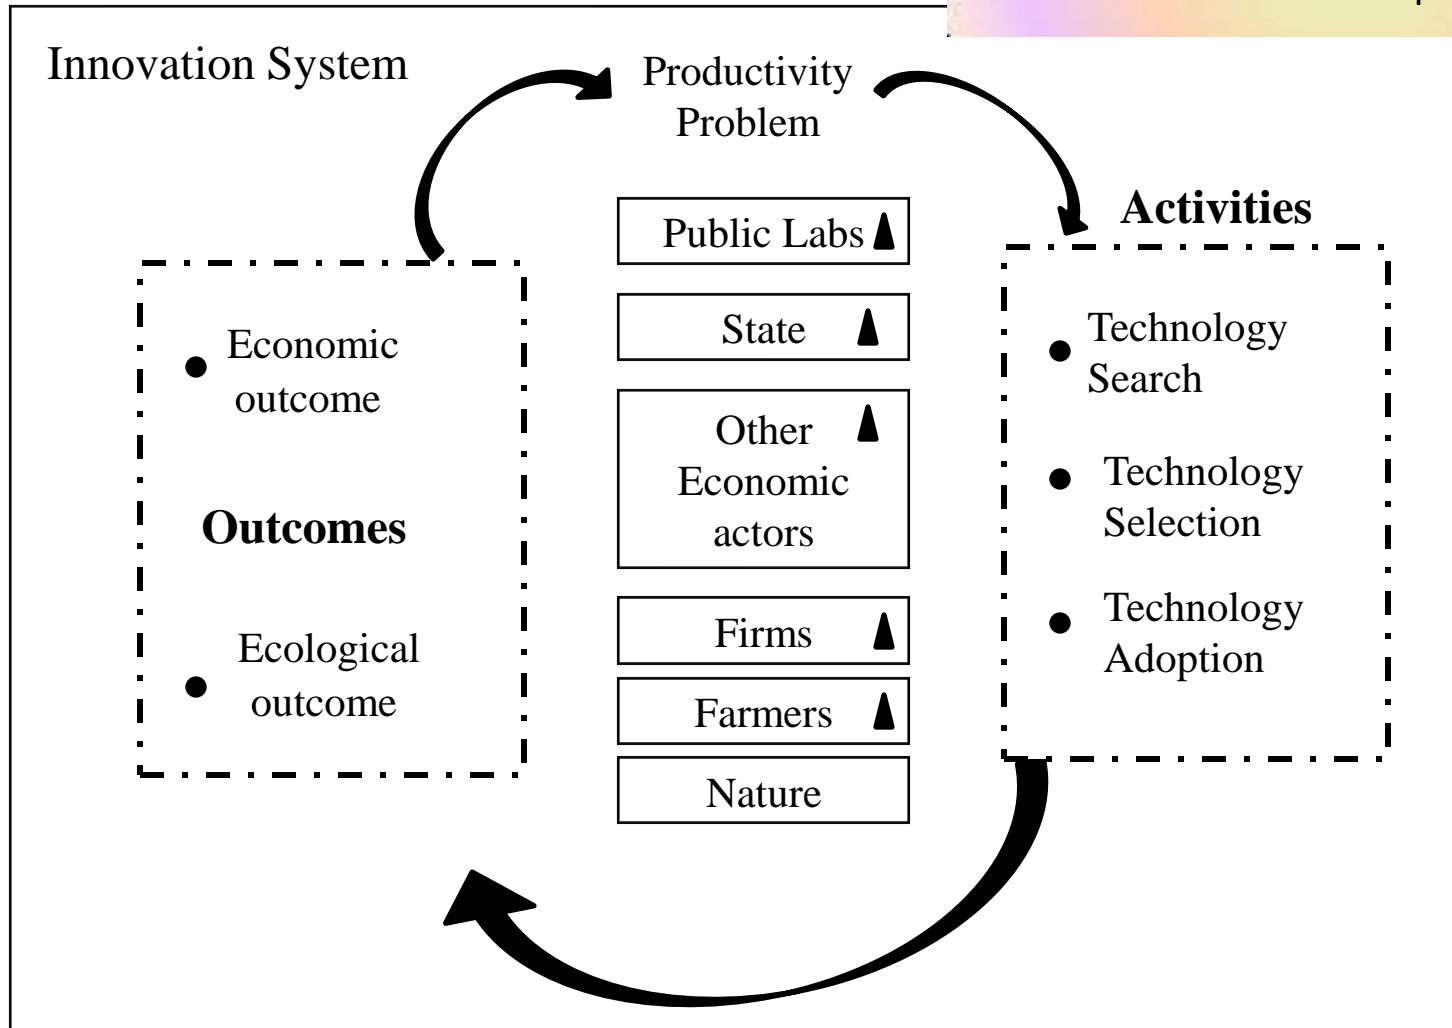 Innovation System
Productivity
Problem
Activities
Public Labs
State
Other
Economic
actors
Firms
Farmers
Nature
Economic
outcome
Outcomes
Ecological
outcome
Technology
Search
Technology
Selection
Technology
Adoption